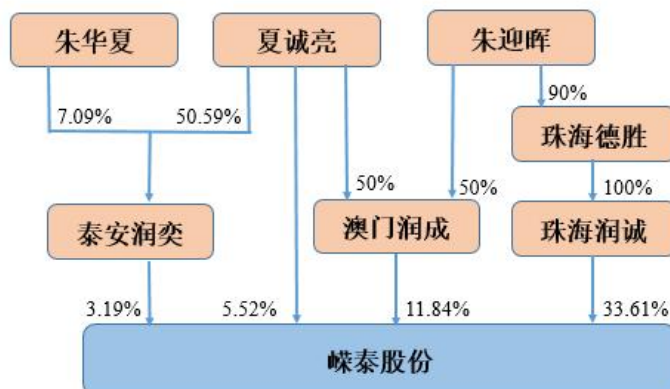 朱华夏
夏诚亮
朱迎晖
7.09%
50.59%
90%
珠海德胜
50%
50%
100%
泰安润奕
澳门润成
珠海润诚
3.19%
5.52%
11.84%
33.61%
嵘泰股份